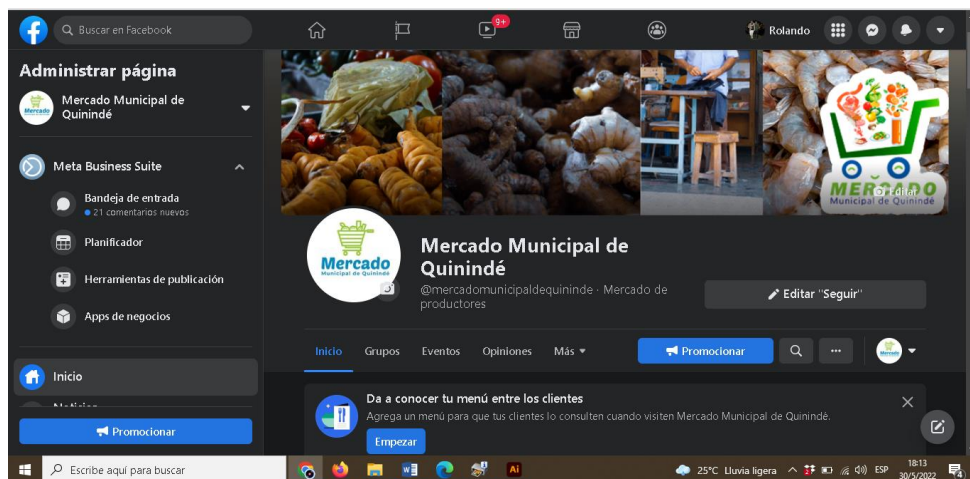 Buscar en Facebook
9+
Rolando
Administrar página
Mercado Municipal de
Quinindé
Meta Business Suite
Bandeja de entrada
21 comentarios nuevos
Planificador
Herramientas de publicación
Apps de negocios
Inicio
Promocionar
MERCADO
Editar
Municipal de Quinindé
Mercado
Municipal de Quinindé
Mercado Municipal de
Quinindé
@mercadomunicipaldequininde · Mercado de
productores
Editar "Seguir"
Inicio
Grupos
Eventos
Opiniones
Más
Promocionar
Da a conocer tu menú entre los clientes
Agrega un menú para que tus clientes lo consulten cuando visiten Mercado Municipal de Quinindé.
Empezar
Escribe aquí para buscar
Ai
25°C Lluvia ligera
ESP
18:13
30/5/2022
4